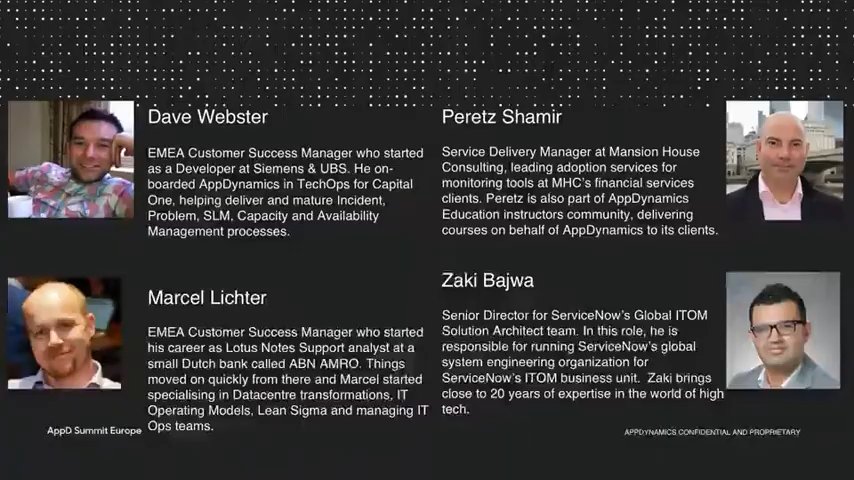 Dave Webster
EMEA Customer Success Manager who started
as a Developer at Siemens & UBS. He on-
boarded AppDynamics in TechOps for Capital
One, helping deliver and mature Incident,
Problem, SLM, Capacity and Availability
Management processes.
Peretz Shamir
Service Delivery Manager at Mansion House
Consulting, leading adoption services for
monitoring tools at MHC's financial services
clients. Peretz is also part of AppDynamics
Education instructors community, delivering
courses on behalf of AppDynamics to its clients.
Marcel Lichter
EMEA Customer Success Manager who started
his career as Lotus Notes Support analyst at a
small Dutch bank called ABN AMRO. Things
moved on quickly from there and Marcel started
specialising in Datacentre transformations, IT
Operating Models, Lean Sigma and managing IT
Ops teams.
Zaki Bajwa
Senior Director for ServiceNow's Global ITOM
Solution Architect team. In this role, he is
responsible for running ServiceNow's global
system engineering organization for
ServiceNow's ITOM business unit. Zaki brings
close to 20 years of expertise in the world of high
tech.
AppD Summit Europe
APPDYNAMICS CONFIDENTIAL AND PROPRIETARY